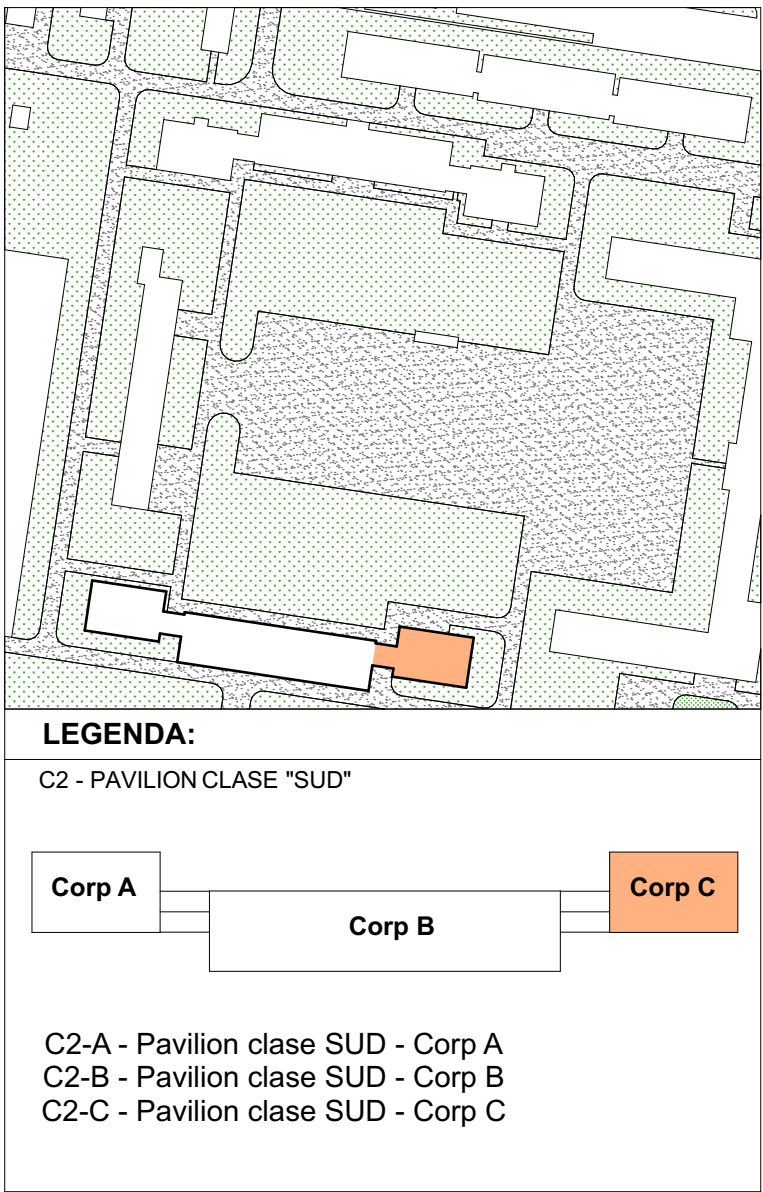 LEGENDA:
C2 - PAVILION CLASE "SUD"
Corp A
Corp C
Corp B
C2-A - Pavilion clase SUD - Corp A
C2-B - Pavilion clase SUD - Corp B
C2-C - Pavilion clase SUD - Corp C